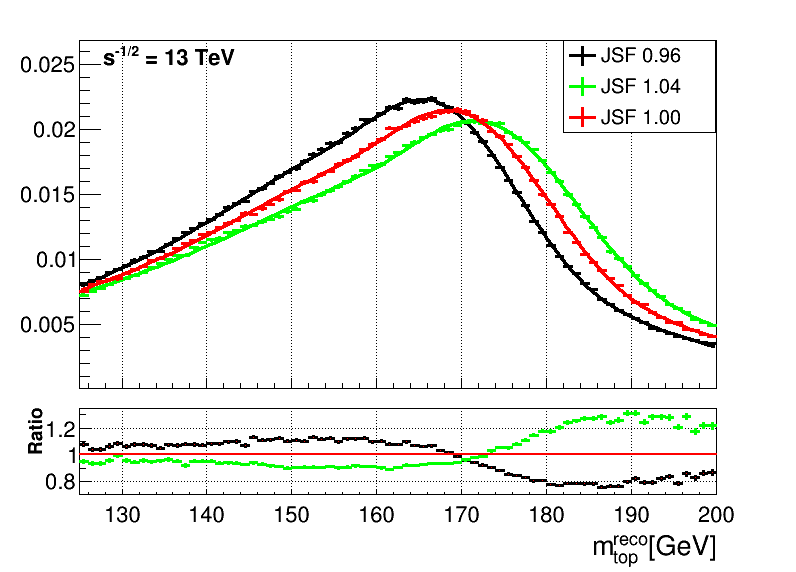 s^-1/2 = 13 TeV
JSF 0.96
JSF 1.04
JSF 1.00
0.025
0.02
0.015
0.01
0.005
Ratio
1.2
1
0.8
130 140 150 160 170 180 190 200
m_top^reco[GeV]